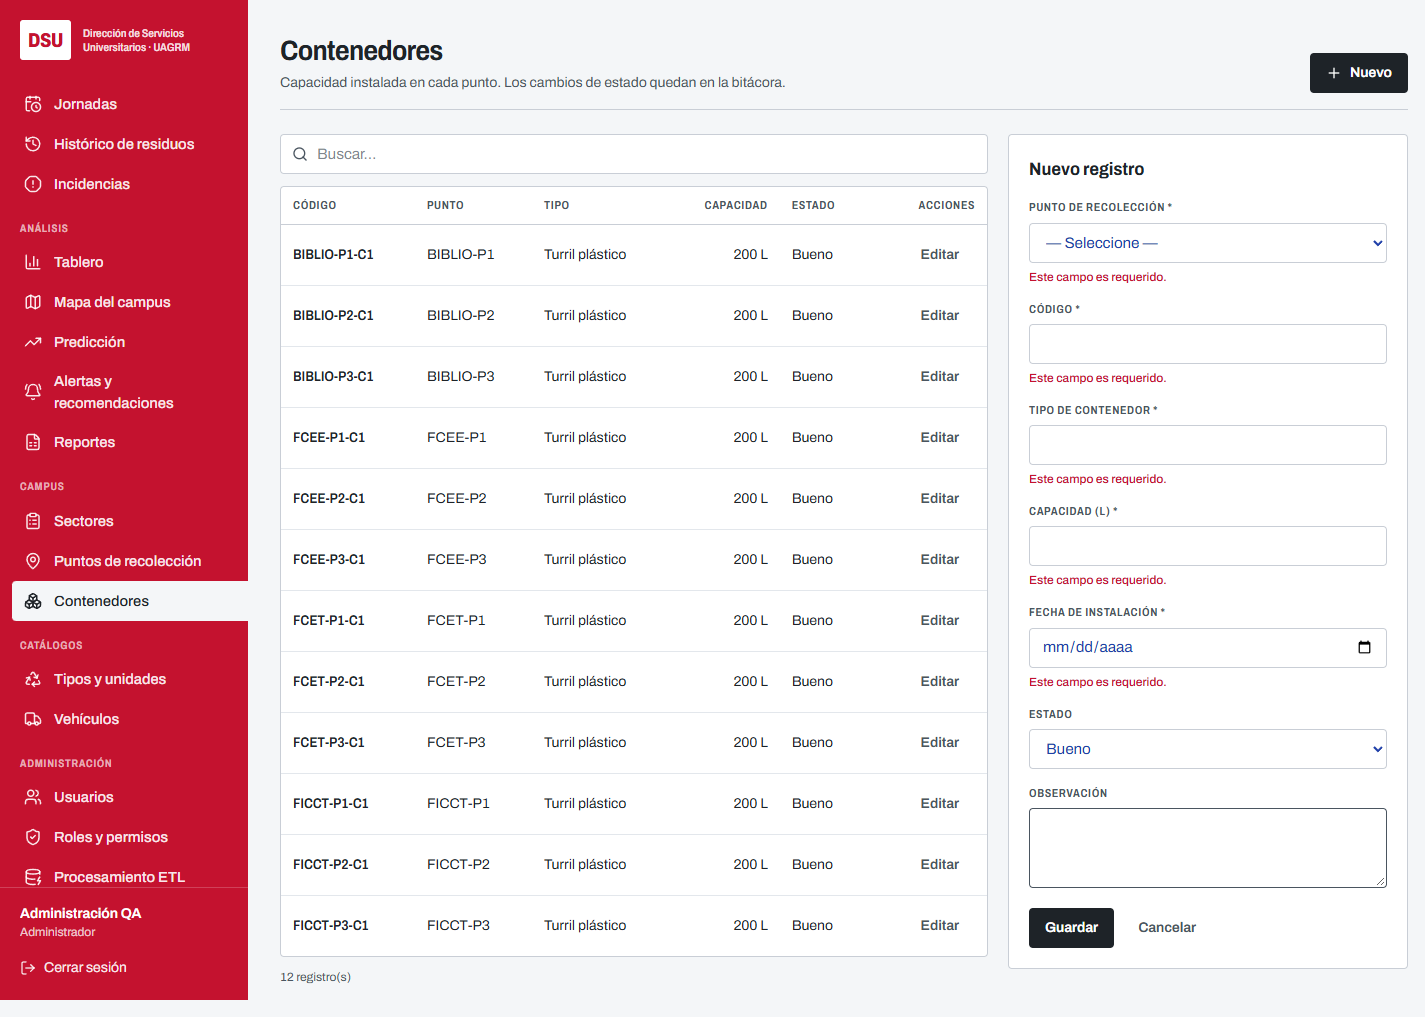 DSU
Dirección de Servicios
Universitarios · UAGRM
Jornadas
Histórico de residuos
Incidencias
ANÁLISIS
Tablero
Mapa del campus
Predicción
Alertas y
recomendaciones
Reportes
CAMPUS
Sectores
Puntos de recolección
Contenedores
CATÁLOGOS
Tipos y unidades
Vehículos
ADMINISTRACIÓN
Usuarios
Roles y permisos
Procesamiento ETL
Administración QA
Administrador
Cerrar sesión
Contenedores
Capacidad instalada en cada punto. Los cambios de estado quedan en la bitácora.
+ Nuevo
Buscar...
CÓDIGO PUNTO TIPO CAPACIDAD ESTADO ACCIONES
BIBLIO-P1-C1 BIBLIO-P1 Turril plástico 200 L Bueno Editar
BIBLIO-P2-C1 BIBLIO-P2 Turril plástico 200 L Bueno Editar
BIBLIO-P3-C1 BIBLIO-P3 Turril plástico 200 L Bueno Editar
FCEE-P1-C1 FCEE-P1 Turril plástico 200 L Bueno Editar
FCEE-P2-C1 FCEE-P2 Turril plástico 200 L Bueno Editar
FCEE-P3-C1 FCEE-P3 Turril plástico 200 L Bueno Editar
FCET-P1-C1 FCET-P1 Turril plástico 200 L Bueno Editar
FCET-P2-C1 FCET-P2 Turril plástico 200 L Bueno Editar
FCET-P3-C1 FCET-P3 Turril plástico 200 L Bueno Editar
FICCT-P1-C1 FICCT-P1 Turril plástico 200 L Bueno Editar
FICCT-P2-C1 FICCT-P2 Turril plástico 200 L Bueno Editar
FICCT-P3-C1 FICCT-P3 Turril plástico 200 L Bueno Editar
12 registro(s)
Nuevo registro
PUNTO DE RECOLECCIÓN *
— Seleccione —
Este campo es requerido.
CÓDIGO *
Este campo es requerido.
TIPO DE CONTENEDOR *
Este campo es requerido.
CAPACIDAD (L) *
Este campo es requerido.
FECHA DE INSTALACIÓN *
mm/dd/aaaa
Este campo es requerido.
ESTADO
Bueno
OBSERVACIÓN
Guardar Cancelar